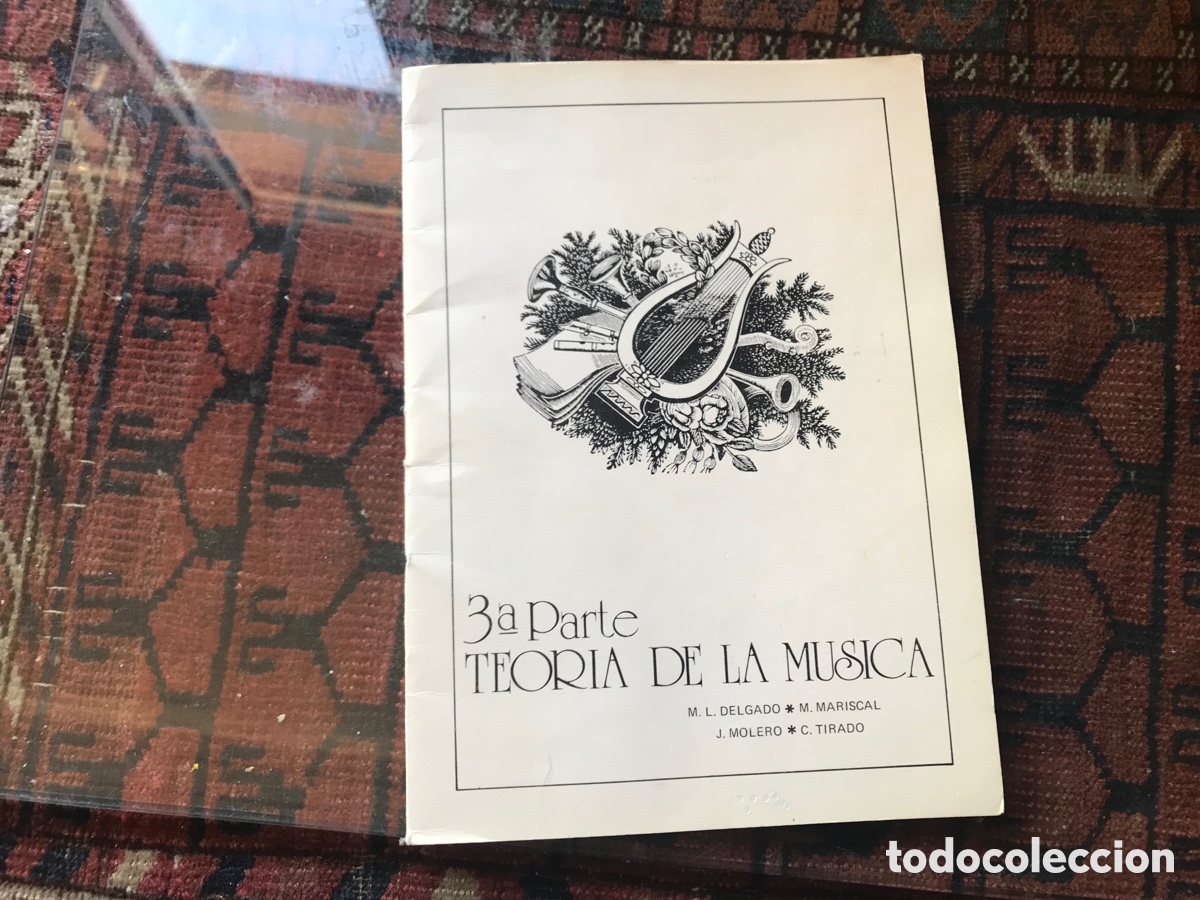 3ª Parte
TEORIA DE LA MUSICA
M. L. DELGADO * M. MARISCAL
J. MOLERO * C. TIRADO
todocoleccion